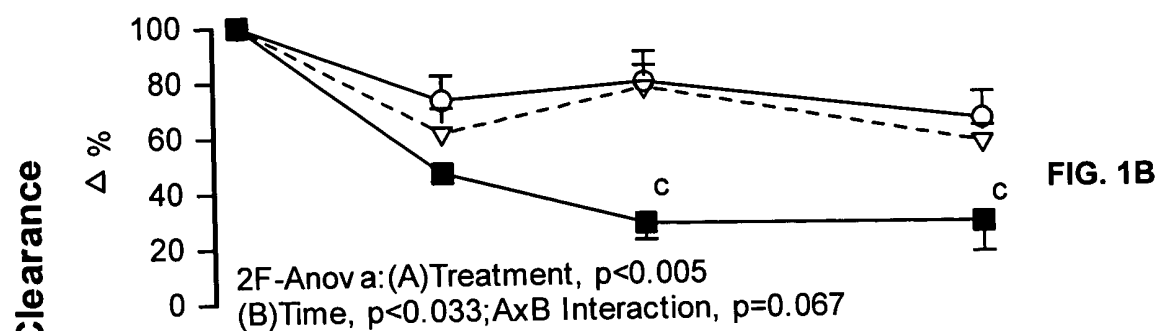 100
80
60
40
20
0
Δ %
Clearance
c
c
2F-Anova:(A)Treatment, p<0.005
(B)Time, p<0.033;AxB Interaction, p=0.067
FIG. 1B